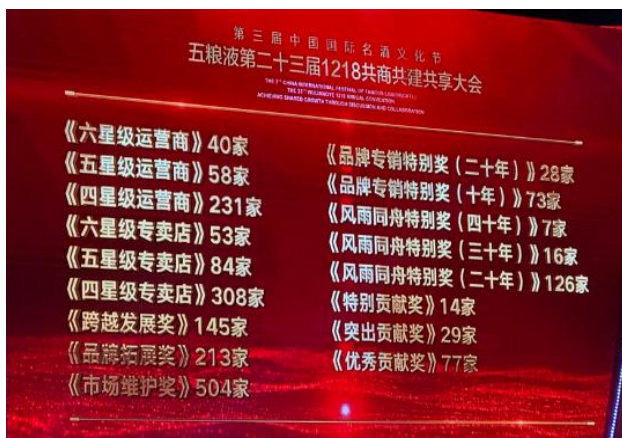 第三届中国国际名酒文化节
五粮液第二十三届1218共商共建共享大会
ACHIEVING SHARED GROWTH THROUGH DISCUSSION AND COLLABORATION
《六星级运营商》40家
《五星级运营商》58家
《四星级运营商》231家
《六星级专卖店》53家
《五星级专卖店》84家
《四星级专卖店》308家
《跨越发展奖》145家
《品牌拓展奖》213家
《市场维护奖》504家
《品牌专销特别奖（二十年）》28家
《品牌专销特别奖（十年）》73家
《风雨同舟特别奖（四十年）》7家
《风雨同舟特别奖（三十年）》16家
《风雨同舟特别奖（二十年）》126家
《特别贡献奖》14家
《突出贡献奖》29家
《优秀贡献奖》77家